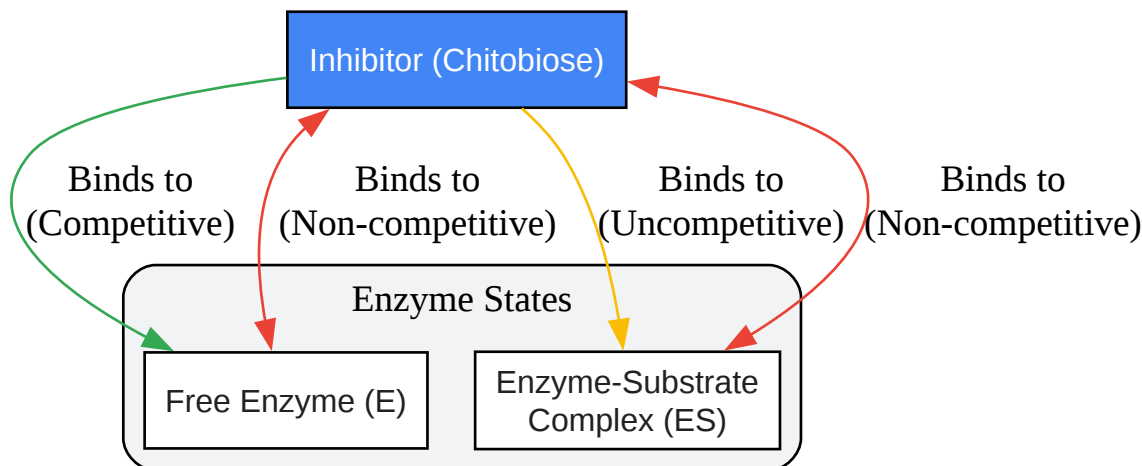 Inhibitor (Chitobiose)
Binds to
(Competitive)
Binds to
(Non-competitive)
Binds to
(Uncompetitive)
Binds to
(Non-competitive)
Enzyme States
Free Enzyme (E)
Enzyme-Substrate
Complex (ES)